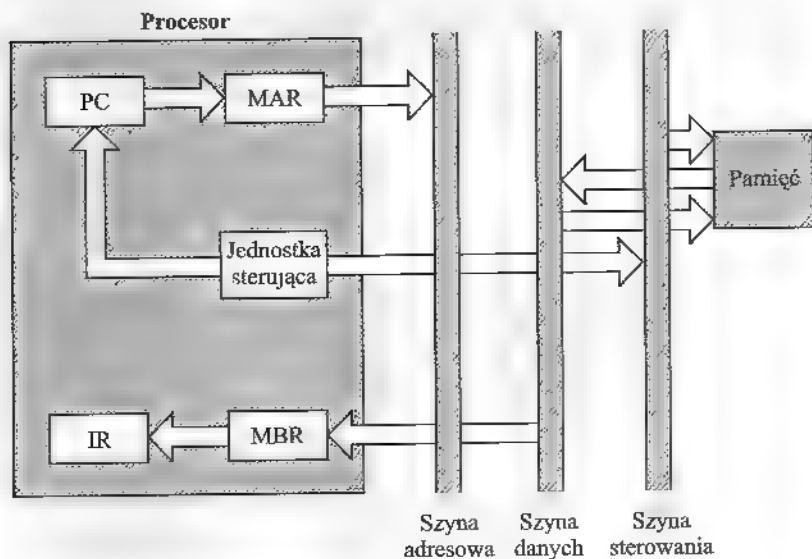 Procesor
PC
MAR
Pamięć
Jednostka
sterująca
IR
MBR
Szyna
adresowa
Szyna
danych
Szyna
sterowania